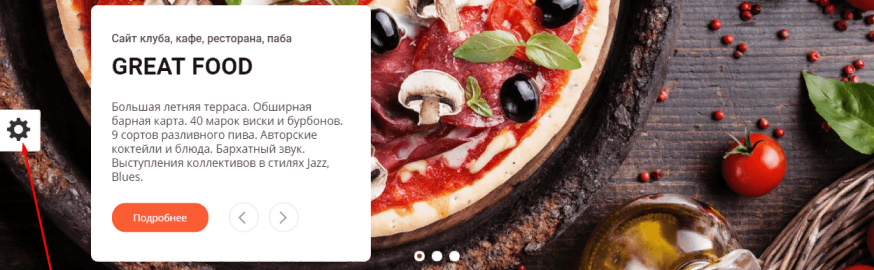 Сайт клуба, кафе, ресторана, паба
GREAT FOOD
Большая летняя терраса. Обширная
барная карта. 40 марок виски и бурбонов.
9 сортов разливного пива. Авторские
коктейли и блюда. Бархатный звук.
Выступления коллективов в стилях Jazz,
Blues.
Подробнее